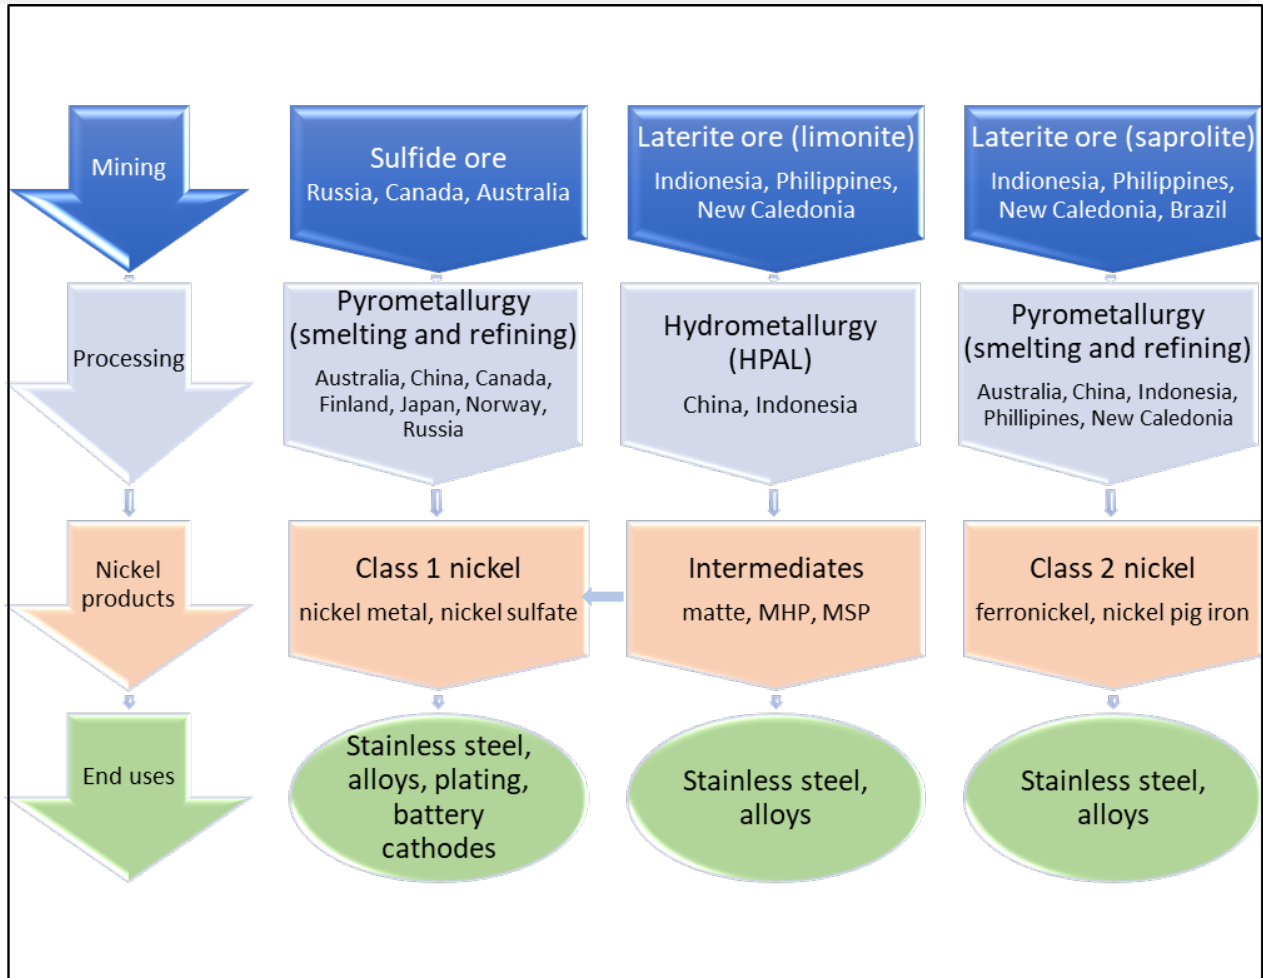 Mining
Sulfide ore
Russia, Canada, Australia
Laterite ore (limonite)
Indionesia, Philippines,
New Caledonia
Laterite ore (saprolite)
Indionesia, Philippines,
New Caledonia, Brazil
Processing
Pyrometallurgy
(smelting and refining)
Australia, China, Canada,
Finland, Japan, Norway,
Russia
Hydrometallurgy
(HPAL)
China, Indonesia
Pyrometallurgy
(smelting and refining)
Australia, China, Indonesia,
Phillipines, New Caledonia
Nickel
products
Class 1 nickel
nickel metal, nickel sulfate
Intermediates
matte, MHP, MSP
Class 2 nickel
ferronickel, nickel pig iron
End uses
Stainless steel,
alloys, plating,
battery
cathodes
Stainless steel,
alloys
Stainless steel,
alloys